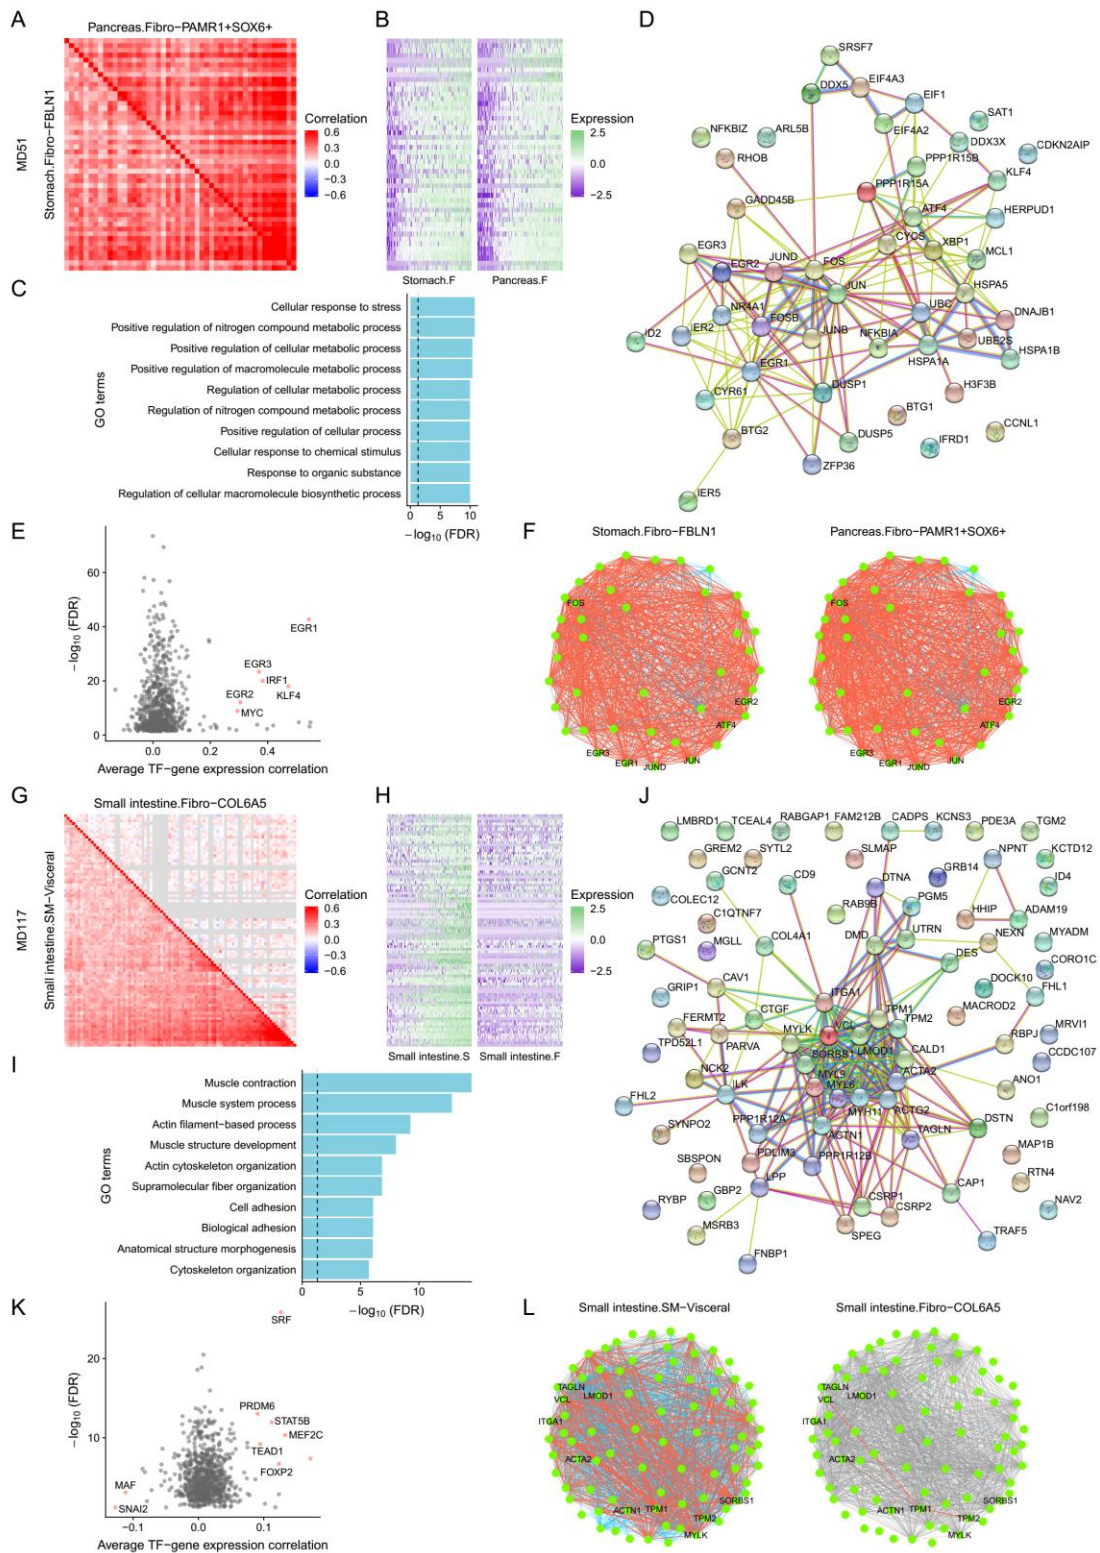 A
Pancreas.Fibro−PAMR1+SOX6+
MD51
Stomach.Fibro−FBLN1
Correlation
0.6
0.3
0.0
−0.3
−0.6
B
Expression
2.5
0.0
−2.5
Stomach.F
Pancreas.F
C
GO terms
Cellular response to stress
Positive regulation of nitrogen compound metabolic process
Positive regulation of cellular metabolic process
Positive regulation of macromolecule metabolic process
Regulation of cellular metabolic process
Regulation of nitrogen compound metabolic process
Positive regulation of cellular process
Cellular response to chemical stimulus
Response to organic substance
Regulation of cellular macromolecule biosynthetic process
0
5
10
−log10 (FDR)
D
SRSF7
DDX5
EIF4A3
EIF1
SAT1
NFKBIZ
ARL5B
EIF4A2
DDX3X
CDKN2AIP
RHOB
PPP1R15B
KLF4
PPP1R15A
GADD45B
ATF4
HERPUD1
EGR3
CYCS
XBP1
MCL1
EGR2
JUND
FOS
JUN
HSPA5
NR4A1
UBC
DNAJB1
ID2
IER2
FOSB
JUNB
NFKBIA
UBE2S
HSPA1A
HSPA1B
EGR1
CYR61
DUSP1
H3F3B
BTG1
BTG2
DUSP5
IFRD1
CCNL1
ZFP36
IER5
E
−log10 (FDR)
60
40
20
0
EGR1
EGR3
IRF1
EGR2
KLF4
MYC
0.0
0.2
0.4
Average TF−gene expression correlation
F
Stomach.Fibro−FBLN1
FOS
EGR2
ATF4
EGR3
EGR1
JUND
JUN
Pancreas.Fibro−PAMR1+SOX6+
FOS
EGR2
ATF4
EGR3
EGR1
JUND
JUN
G
Small intestine.Fibro−COL6A5
MD117
Small intestine.SM−Visceral
Correlation
0.6
0.3
0.0
−0.3
−0.6
H
Expression
2.5
0.0
−2.5
Small intestine.S
Small intestine.F
I
GO terms
Muscle contraction
Muscle system process
Actin filament−based process
Muscle structure development
Actin cytoskeleton organization
Supramolecular fiber organization
Cell adhesion
Biological adhesion
Anatomical structure morphogenesis
Cytoskeleton organization
0
5
10
−log10 (FDR)
J
LMBRD1
TCEAL4
RABGAP1
FAM212B
CADPS
KCNS3
PDE3A
TGM2
GREM2
SYTL2
SLMAP
NPNT
KCTD12
GCNT2
CD9
DTNA
GRB14
ID4
COLEC12
RAB9B
PGM5
HHIP
ADAM19
C1QTNF7
COL4A1
DMD
UTRN
NEXN
MYADM
PTGS1
MGLL
DES
CORO1C
CAV1
ITGA1
DOCK10
FHL1
GRIP1
CTGF
TPM1
MACROD2
FERMT2
MYLK
VCL
TPM2
RBPJ
MRVI1
TPD52L1
PARVA
SORBS1
LMOD1
CALD1
CCDC107
NCK2
MYL9
ACTA2
ILK
MYL6
ANO1
FHL2
MYH11
ACTG2
C1orf198
SYNPO2
PPP1R12A
ACTN1
TAGLN
DSTN
MAP1B
SBSPON
PDLIM3
PPP1R12B
RTN4
RYBP
GBP2
LPP
CSRP1
CAP1
NAV2
MSRB3
CSRP2
SPEG
TRAF5
FNBP1
K
−log10 (FDR)
20
10
SRF
PRDM6
STAT5B
MEF2C
TEAD1
FOXP2
MAF
SNAI2
−0.1
0.0
0.1
Average TF−gene expression correlation
L
Small intestine.SM−Visceral
TAGLN
VCL
LMOD1
ITGA1
ACTA2
SORBS1
ACTN1
TPM1
TPM2
MYLK
Small intestine.Fibro−COL6A5
TAGLN
VCL
LMOD1
ITGA1
ACTA2
SORBS1
ACTN1
TPM1
TPM2
MYLK